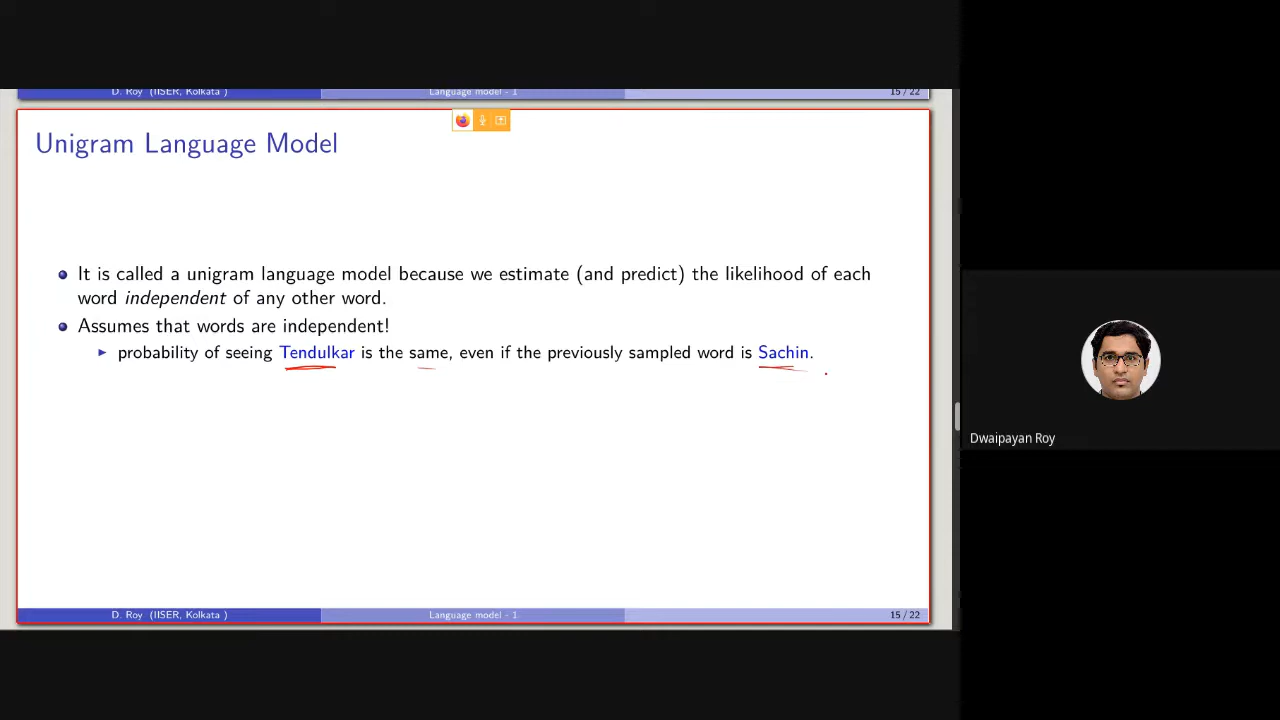 D. Roy (IISER, Kolkata ) Language model - 1 15 / 22
Unigram Language Model
It is called a unigram language model because we estimate (and predict) the likelihood of each
word independent of any other word.
Assumes that words are independent!
probability of seeing Tendulkar is the same, even if the previously sampled word is Sachin.
Dwaipayan Roy
D. Roy (IISER, Kolkata ) Language model - 1 15 / 22